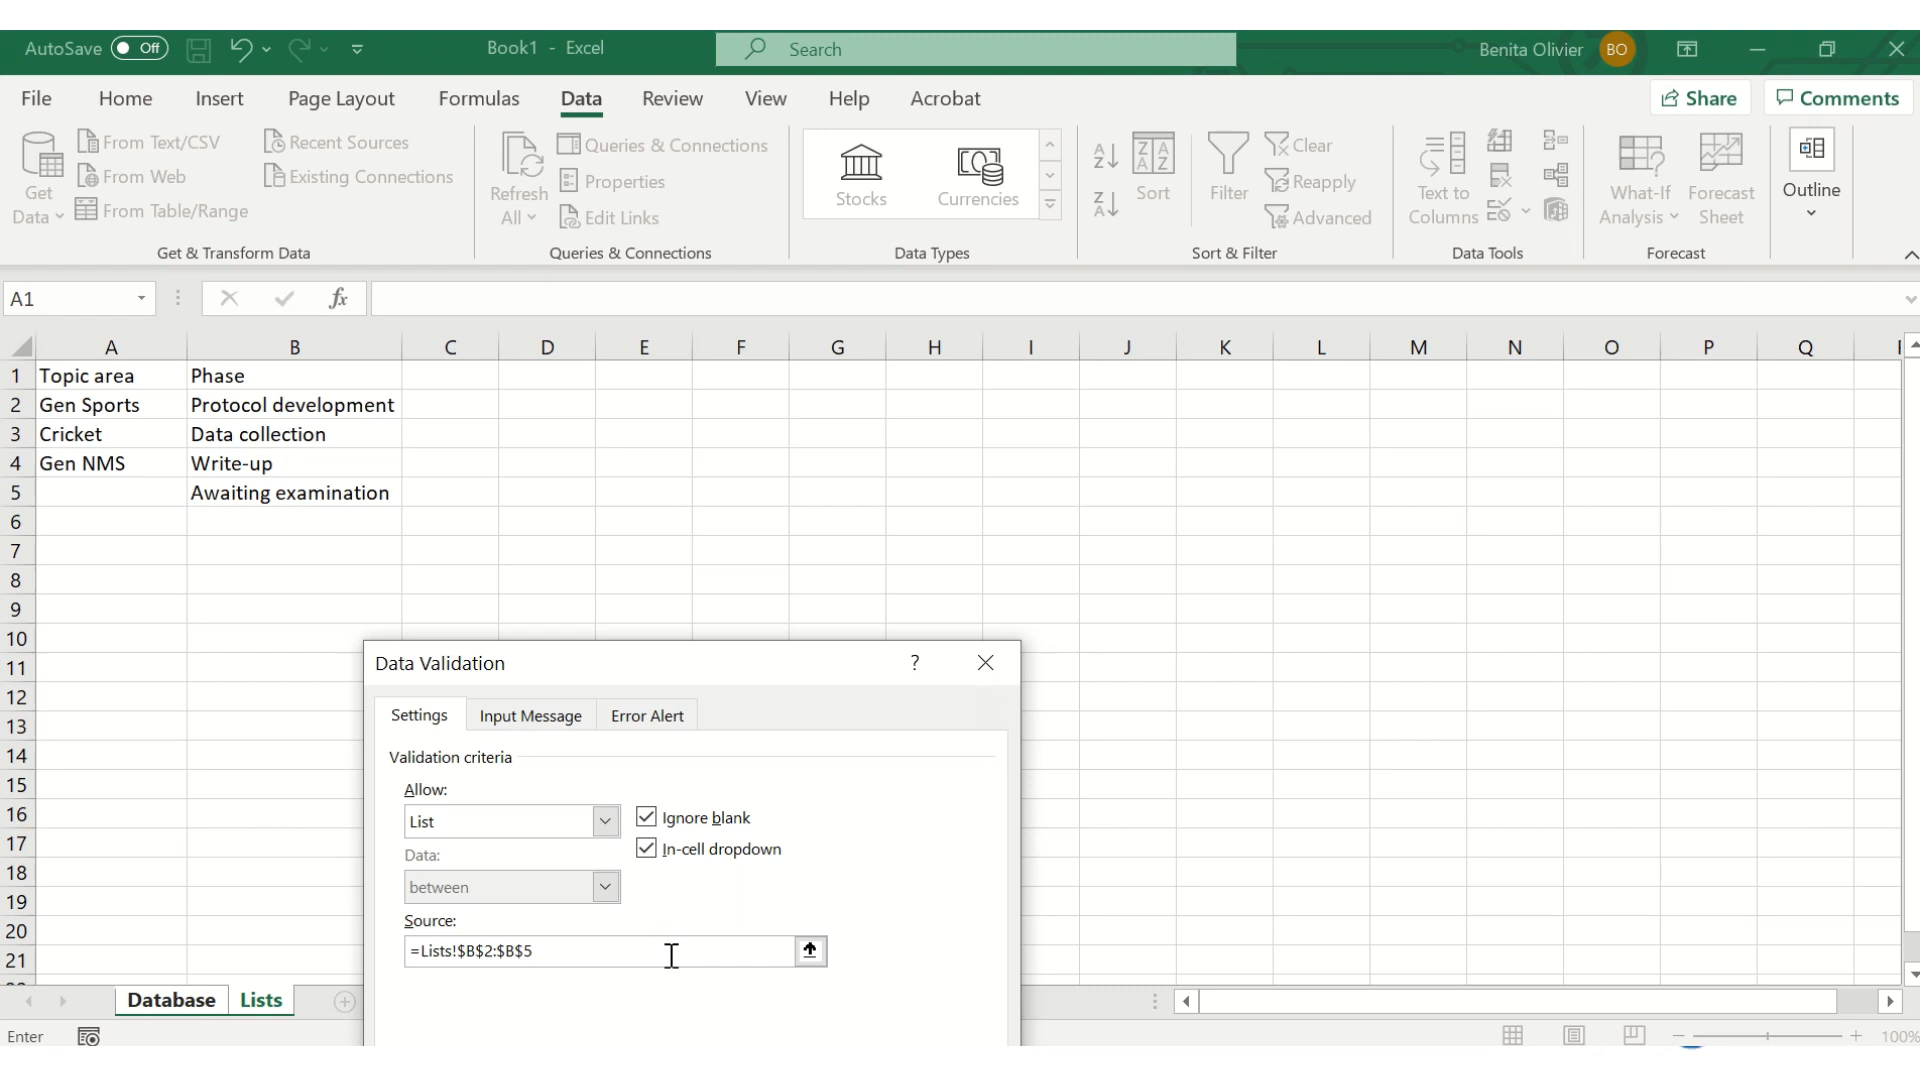 AutoSave Off Book1 - Excel Search Benita Olivier BO
File Home Insert Page Layout Formulas Data Review View Help Acrobat Share Comments
Get Data
From Text/CSV
From Web
From Table/Range
Recent Sources
Existing Connections
Get & Transform Data
Refresh All
Queries & Connections
Properties
Edit Links
Queries & Connections
Stocks
Currencies
Data Types
Sort
Filter
Clear
Reapply
Advanced
Sort & Filter
Text to Columns
Data Tools
What-If Analysis
Forecast Sheet
Forecast
Outline
A1 fx
A B C D E F G H I J K L M N O P Q
1 Topic area Phase
2 Gen Sports Protocol development
3 Cricket Data collection
4 Gen NMS Write-up
5 Awaiting examination
6
7
8
9
10
11
12
13
14
15
16
17
18
19
20
21
Data Validation ?
Settings Input Message Error Alert
Validation criteria
Allow:
List
Ignore blank
In-cell dropdown
Data:
between
Source:
=Lists!$B$2:$B$5
Database Lists
Enter
100%